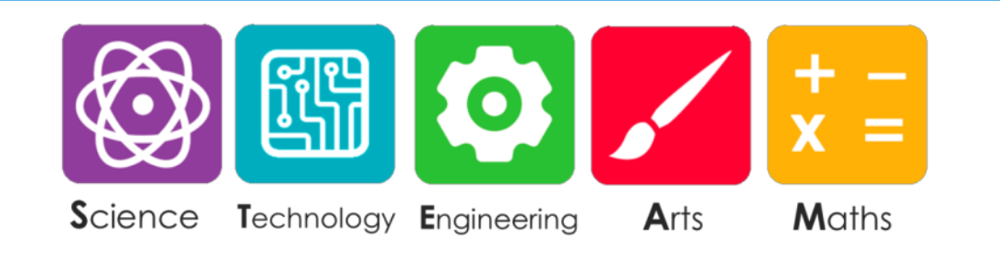 + −
x =
Science Technology Engineering Arts Maths